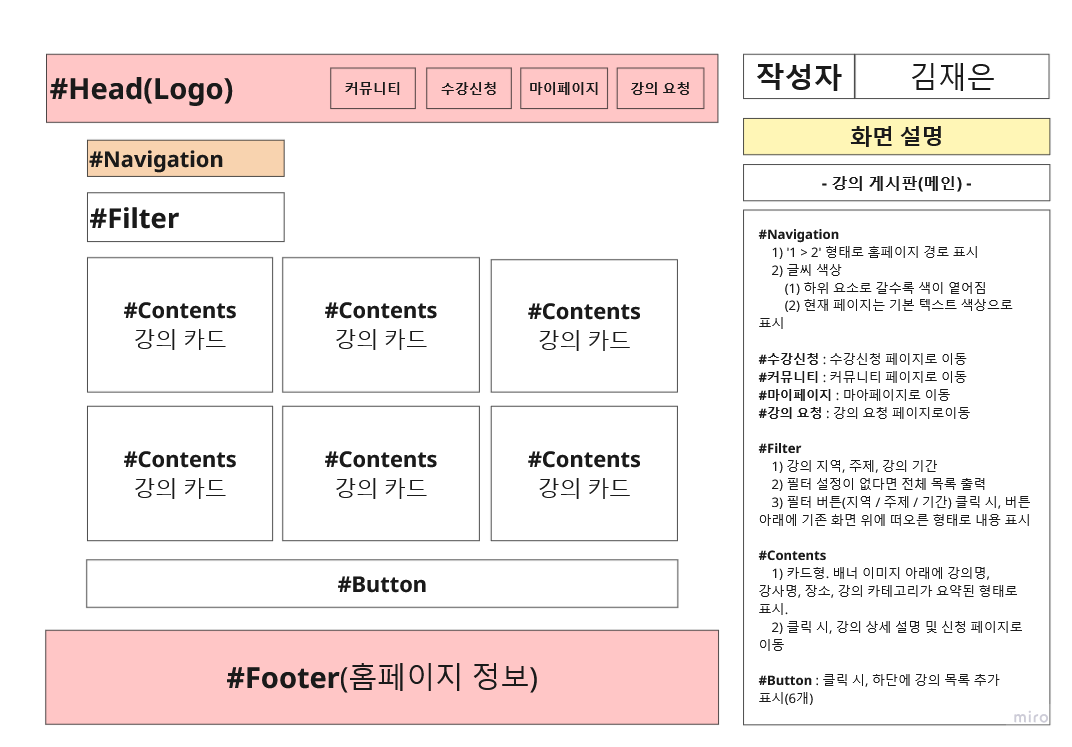 #Head(Logo)
커뮤니티
수강신청
마이페이지
강의 요청
#Navigation
#Filter
#Contents
강의 카드
#Contents
강의 카드
#Contents
강의 카드
#Contents
강의 카드
#Contents
강의 카드
#Contents
강의 카드
#Button
#Footer(홈페이지 정보)
작성자
김재은
화면 설명
- 강의 게시판(메인) -
#Navigation
1) '1 > 2' 형태로 홈페이지 경로 표시
2) 글씨 색상
(1) 하위 요소로 갈수록 색이 옅어짐
(2) 현재 페이지는 기본 텍스트 색상으로
표시
#수강신청 : 수강신청 페이지로 이동
#커뮤니티 : 커뮤니티 페이지로 이동
#마이페이지 : 마아페이지로 이동
#강의 요청 : 강의 요청 페이지로이동
#Filter
1) 강의 지역, 주제, 강의 기간
2) 필터 설정이 없다면 전체 목록 출력
3) 필터 버튼(지역 / 주제 / 기간) 클릭 시, 버튼
아래에 기존 화면 위에 떠오른 형태로 내용 표시
#Contents
1) 카드형. 배너 이미지 아래에 강의명,
강사명, 장소, 강의 카테고리가 요약된 형태로
표시.
2) 클릭 시, 강의 상세 설명 및 신청 페이지로
이동
#Button : 클릭 시, 하단에 강의 목록 추가
표시(6개)
miro